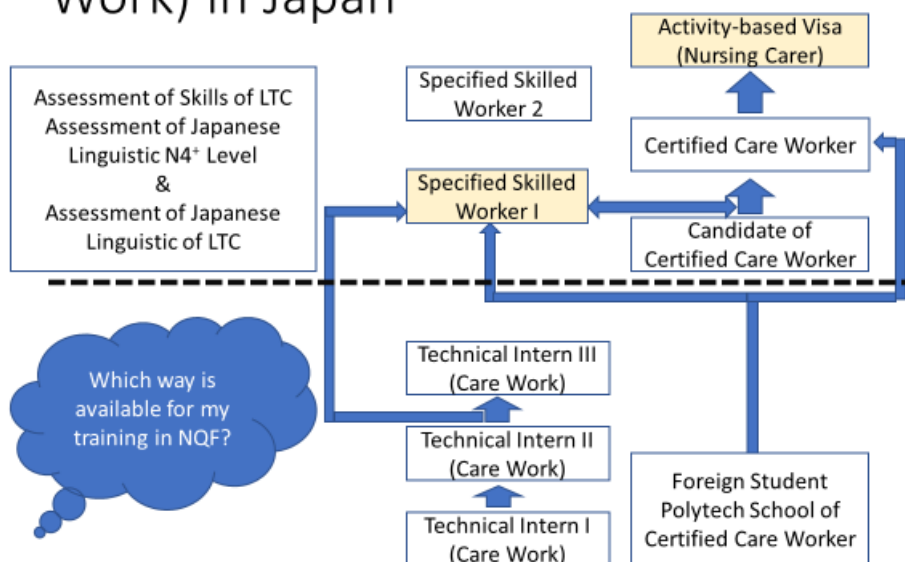 Work) in Japan
Activity-based Visa
(Nursing Carer)
Assessment of Skills of LTC
Assessment of Japanese
Linguistic N4⁺ Level
&
Assessment of Japanese
Linguistic of LTC
Specified Skilled
Worker 2
Certified Care Worker
Specified Skilled
Worker I
Candidate of
Certified Care Worker
Which way is
available for my
training in NQF?
Technical Intern III
(Care Work)
Technical Intern II
(Care Work)
Technical Intern I
(Care Work)
Foreign Student
Polytech School of
Certified Care Worker